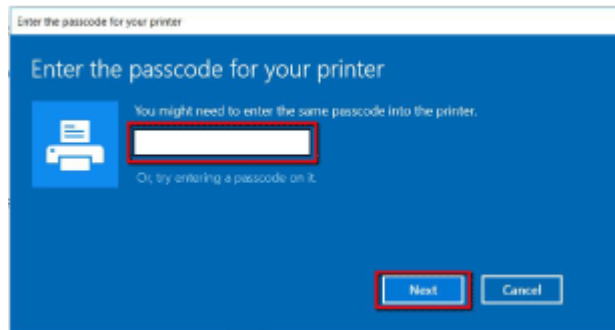 Enter the passcode for your printer
Enter the passcode for your printer
You might need to enter the same passcode into the printer.
Or, try entering a passcode on it.
Next
Cancel